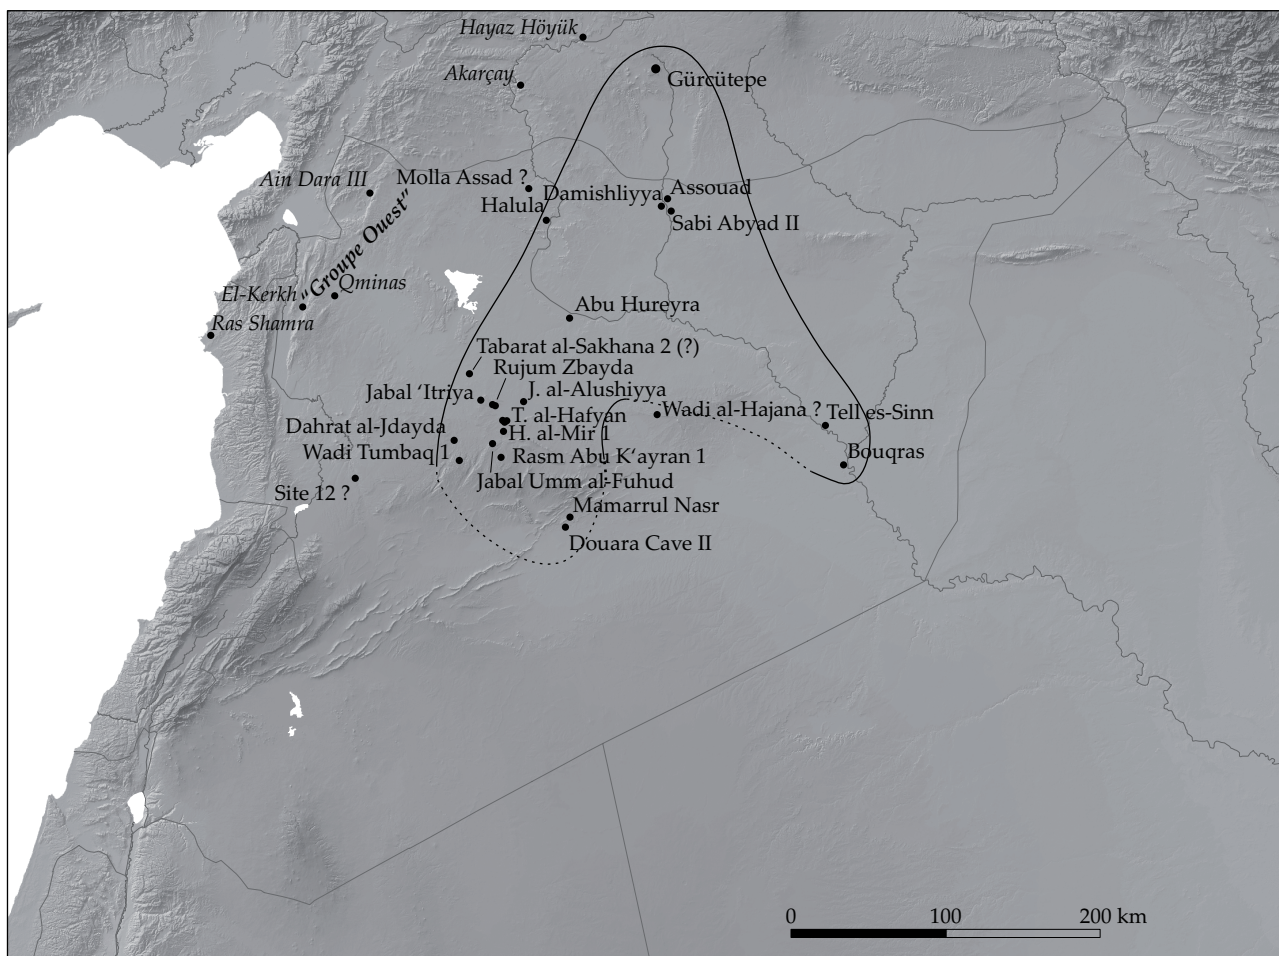 Hayaz Höyük
Akarçay
Gürcütepe
Ain Dara III
Molla Assad ?
Damishliyya
Assouad
Halula
Sabi Abyad II
"Groupe Ouest"
El-Kerkh
Qminas
Ras Shamra
Abu Hureyra
Tabarat al-Sakhana 2 (?)
Rujum Zbayda
Jabal ‘Itriya
J. al-Alushiyya
T. al-Hafyan
Wadi al-Hajana ?
Tell es-Sinn
Dahrat al-Jdayda
H. al-Mir 1
Wadi Tumbaq 1
Rasm Abu K‘ayran 1
Bouqras
Jabal Umm al-Fuhud
Site 12 ?
Mamarrul Nasr
Douara Cave II
0 100 200 km